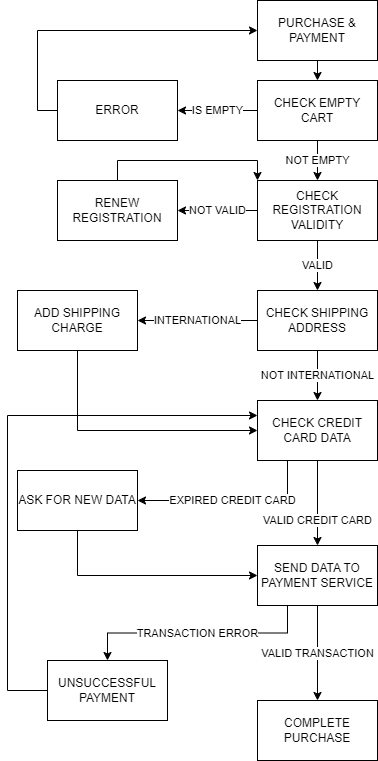 PURCHASE &
PAYMENT
ERROR
IS EMPTY
CHECK EMPTY
CART
NOT EMPTY
RENEW
REGISTRATION
NOT VALID
CHECK
REGISTRATION
VALIDITY
VALID
ADD SHIPPING
CHARGE
INTERNATIONAL
CHECK SHIPPING
ADDRESS
NOT INTERNATIONAL
CHECK CREDIT
CARD DATA
ASK FOR NEW DATA
EXPIRED CREDIT CARD
VALID CREDIT CARD
SEND DATA TO
PAYMENT SERVICE
TRANSACTION ERROR
VALID TRANSACTION
UNSUCCESSFUL
PAYMENT
COMPLETE
PURCHASE